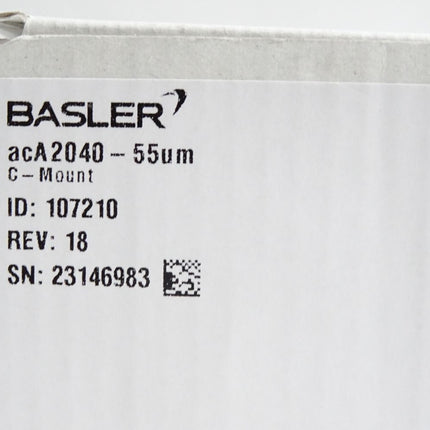 BASLER
acA2040-55um
C-Mount
ID: 107210
REV: 18
SN: 23146983